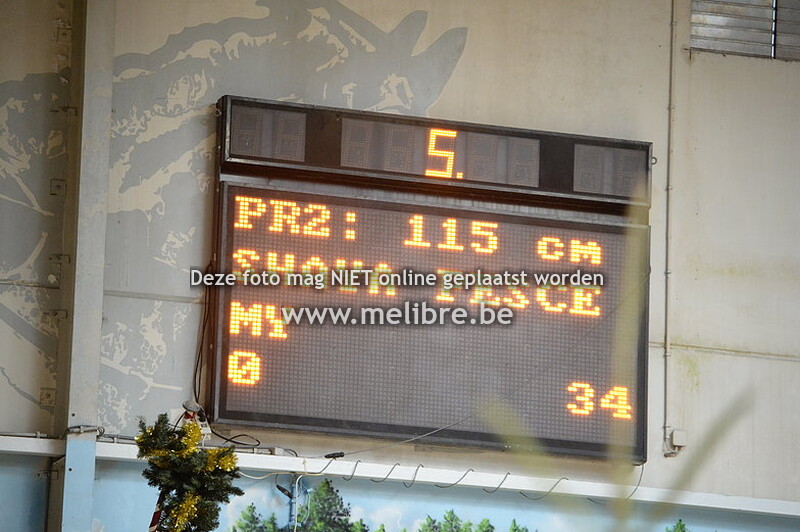 5.
PR2: 115 cm
Deze foto mag NIET online geplaatst worden
www.melibre.be
0
34